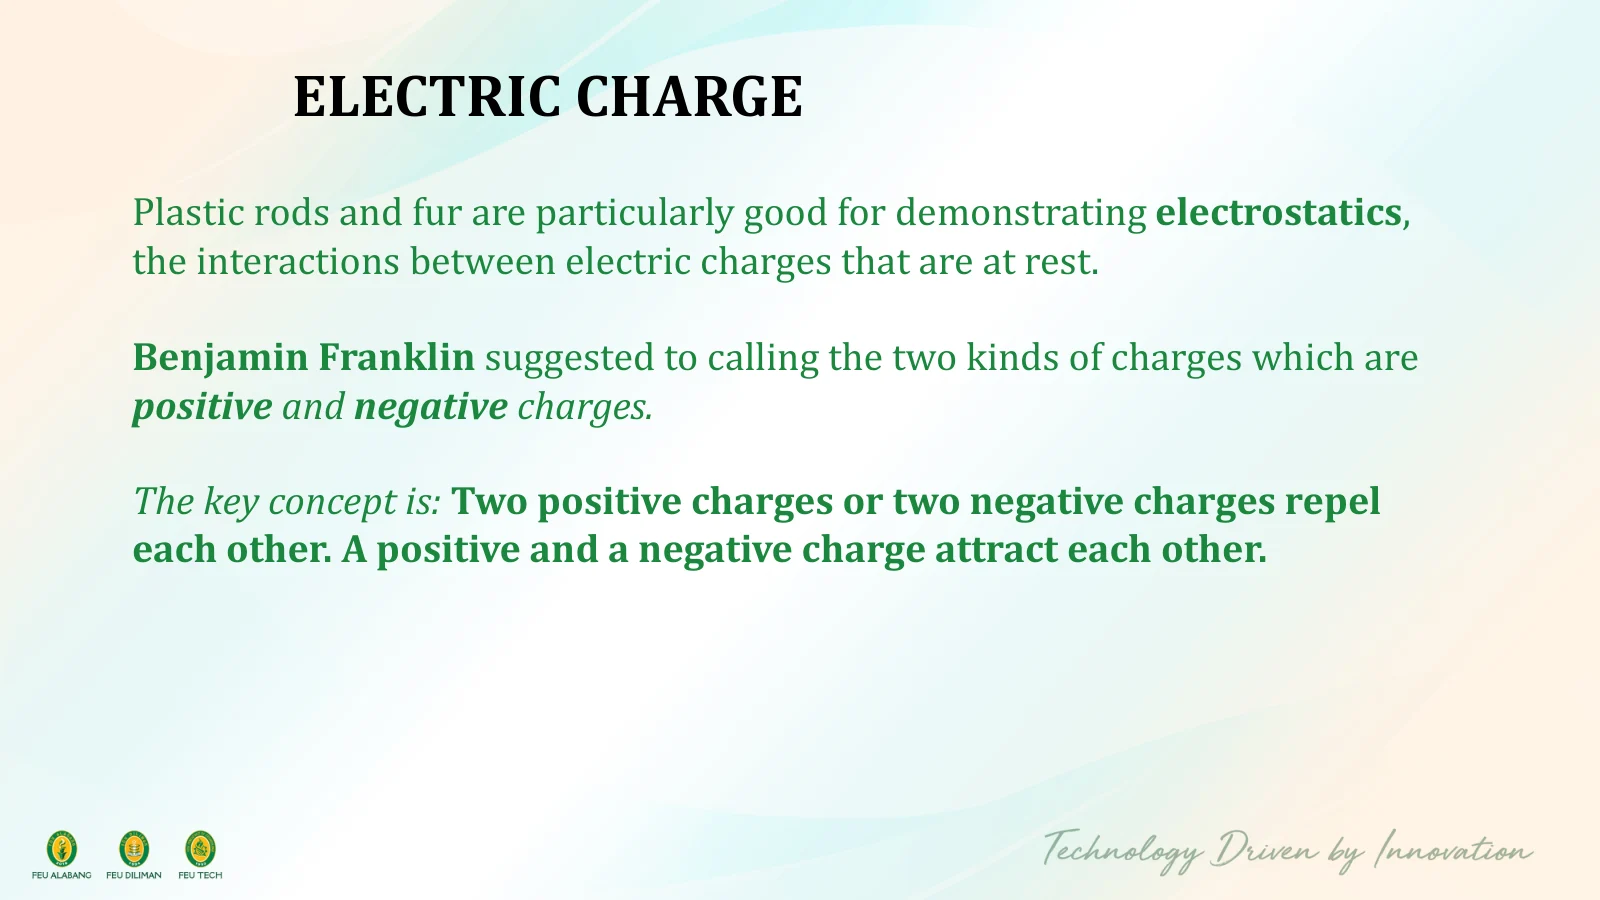 ELECTRIC CHARGE
Plastic rods and fur are particularly good for demonstrating electrostatics,
the interactions between electric charges that are at rest.
Benjamin Franklin suggested to calling the two kinds of charges which are
positive and negative charges.
The key concept is: Two positive charges or two negative charges repel
each other. A positive and a negative charge attract each other.
FEU ALABANG FEU DILIMAN FEU TECH
Technology Driven by Innovation